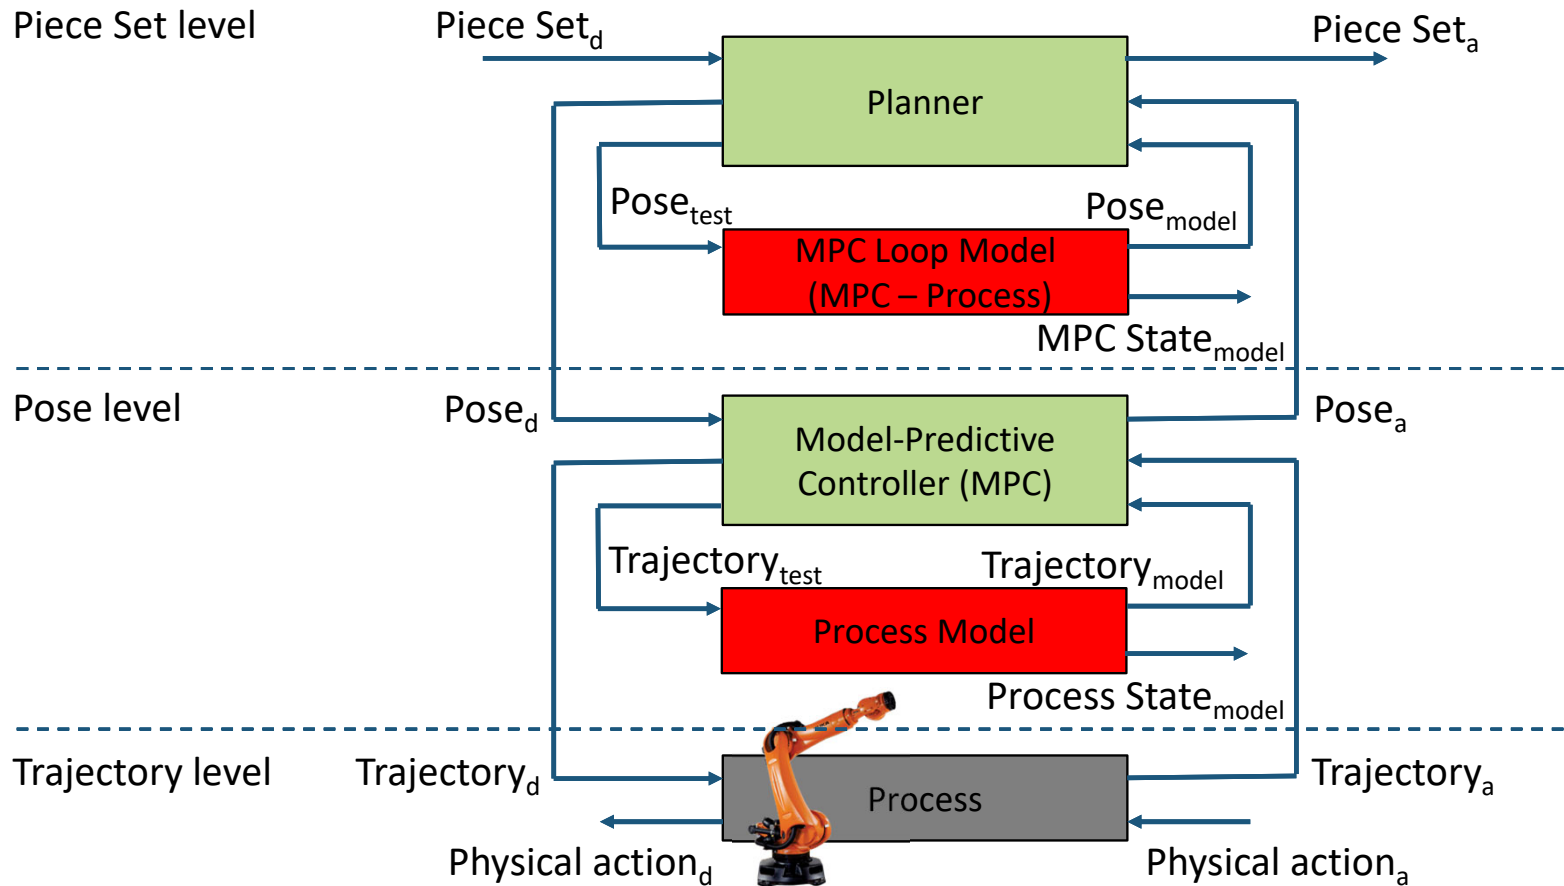 Piece Set level
Piece Set_d
Piece Set_a
Planner
Pose_test
Pose_model
MPC Loop Model
(MPC – Process)
MPC State_model
Pose level
Pose_d
Pose_a
Model-Predictive
Controller (MPC)
Trajectory_test
Trajectory_model
Process Model
Process State_model
Trajectory level
Trajectory_d
Trajectory_a
Process
Physical action_d
Physical action_a